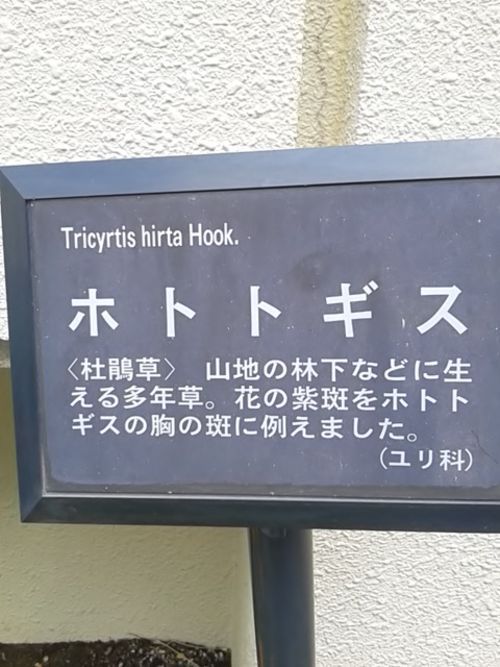 Tricyrtis hirta Hook.
ホトトギス
〈杜鵑草〉 山地の林下などに生
える多年草。花の紫斑をホトト
ギスの胸の斑に例えました。
(ユリ科)